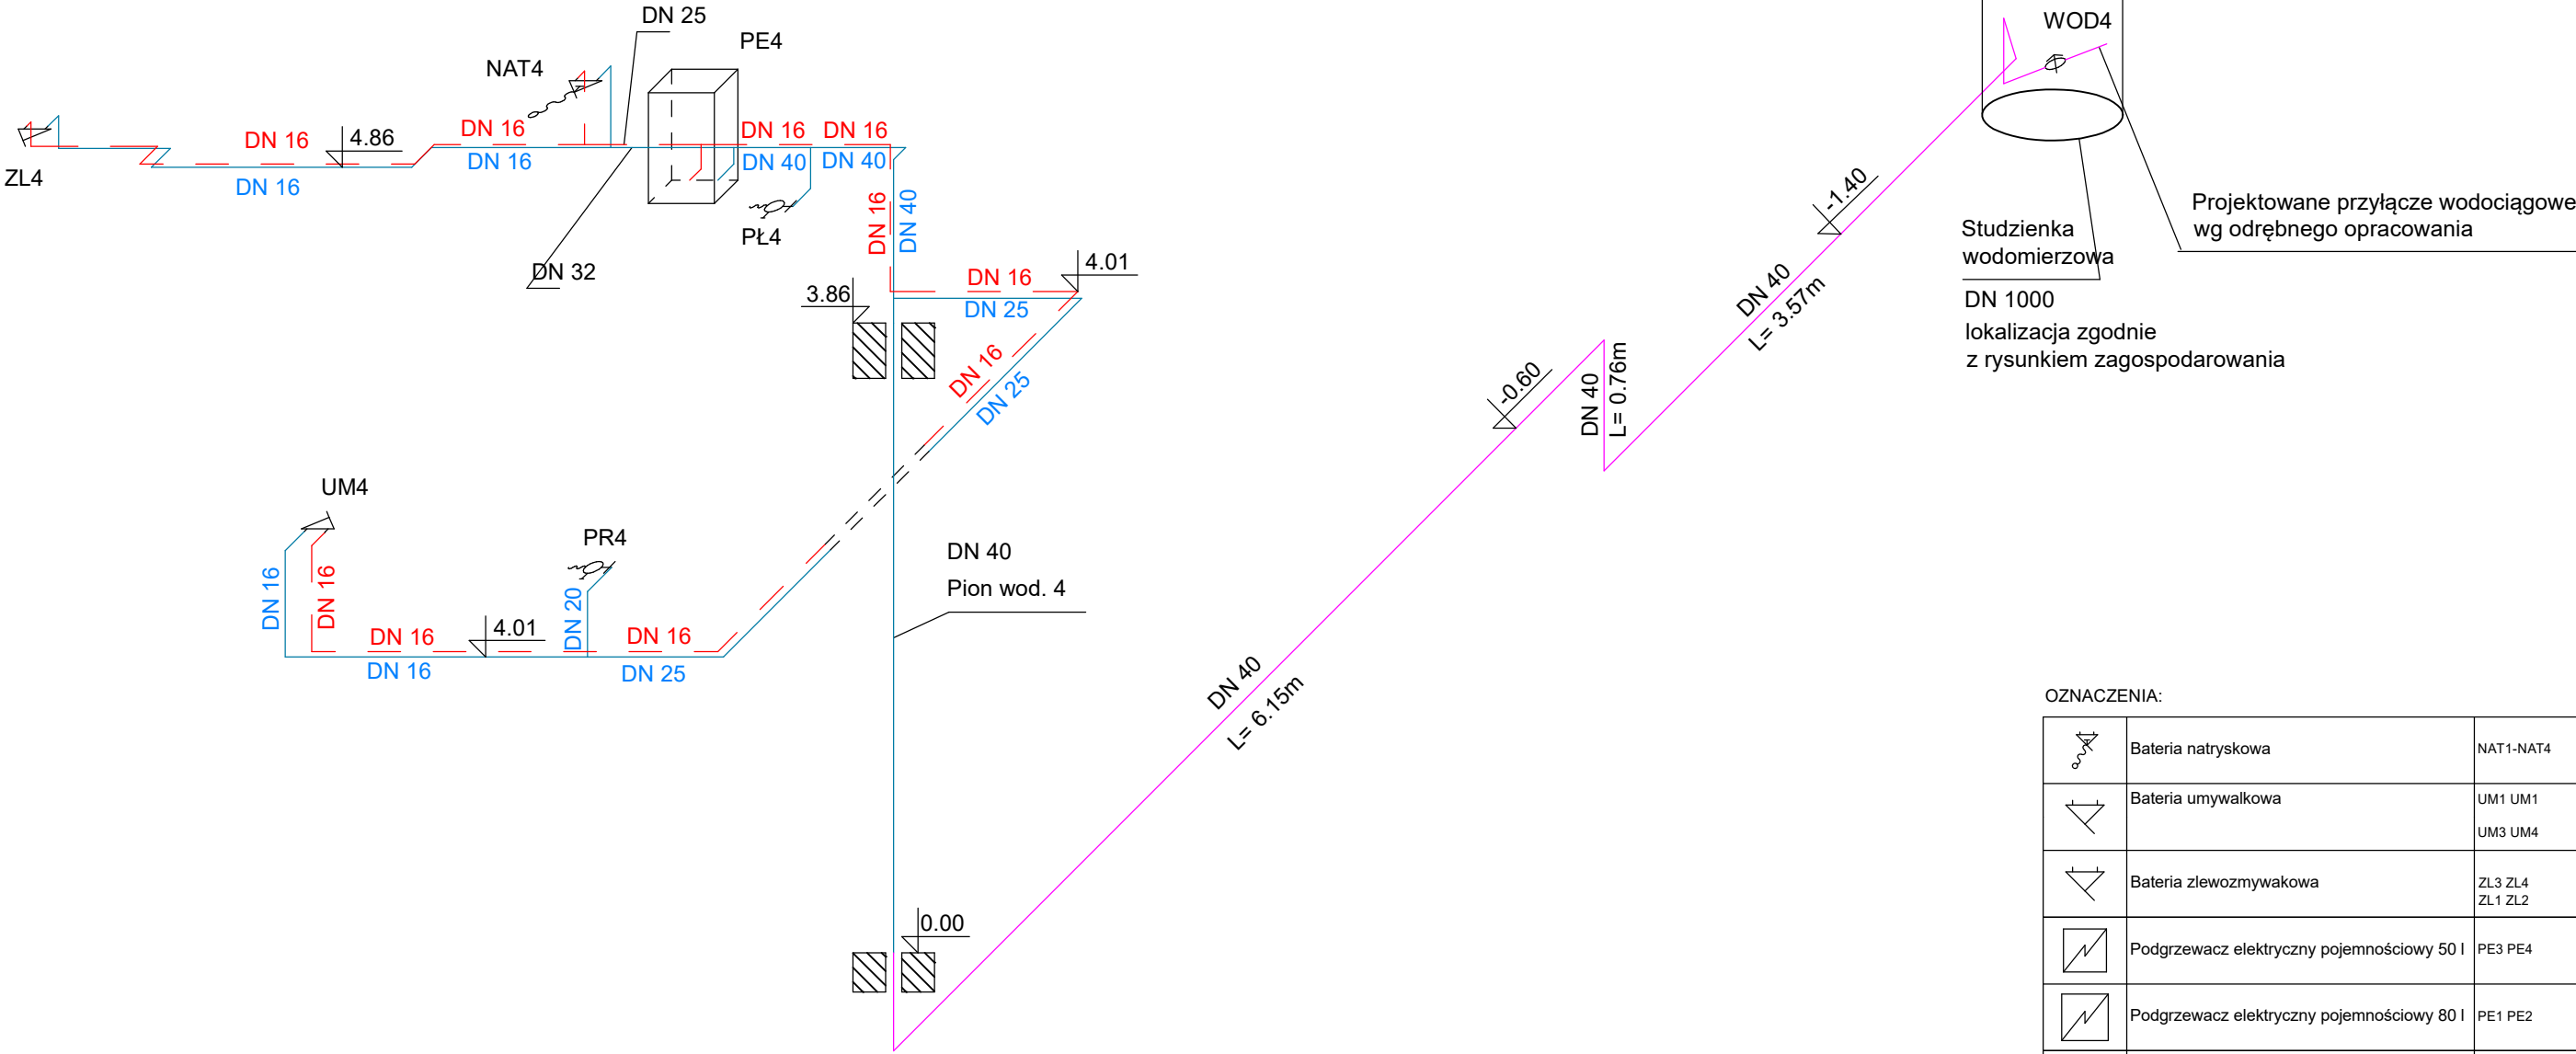 DN 25
PE4
NAT4
WOD4
DN 16
4.86
DN 16
DN 16
DN 16
ZL4
DN 16
DN 16
DN 40
DN 40
PŁ4
DN 32
DN 16
DN 40
3.86
DN 16
DN 25
4.01
DN 16
DN 25
-1.40
Studzienka
wodomierzowa
DN 1000
lokalizacja zgodnie
z rysunkiem zagospodarowania
Projektowane przyłącze wodociągowe
wg odrębnego opracowania
DN 40
L= 3.57m
-0.60
DN 40
L= 0.76m
UM4
PR4
DN 16
DN 16
DN 16
DN 16
4.01
DN 20
DN 16
DN 25
DN 40
Pion wod. 4
DN 40
L= 6.15m
0.00
OZNACZENIA:
Bateria natryskowa NAT1-NAT4
Bateria umywalkowa UM1 UM1
UM3 UM4
Bateria zlewozmywakowa ZL3 ZL4
ZL1 ZL2
Podgrzewacz elektryczny pojemnościowy 50 l PE3 PE4
Podgrzewacz elektryczny pojemnościowy 80 l PE1 PE2